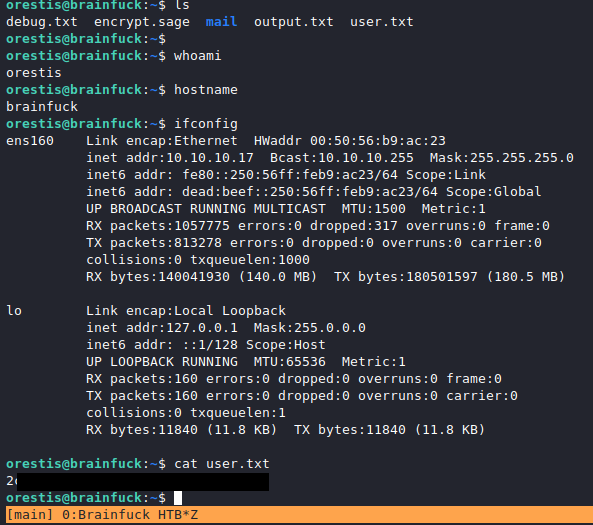 orestis@brainfuck:~$ ls
debug.txt  encrypt.sage  mail  output.txt  user.txt
orestis@brainfuck:~$
orestis@brainfuck:~$ whoami
orestis
orestis@brainfuck:~$ hostname
brainfuck
orestis@brainfuck:~$ ifconfig
ens160    Link encap:Ethernet  HWaddr 00:50:56:b9:ac:23
          inet addr:10.10.10.17  Bcast:10.10.10.255  Mask:255.255.255.0
          inet6 addr: fe80::250:56ff:feb9:ac23/64 Scope:Link
          inet6 addr: dead:beef::250:56ff:feb9:ac23/64 Scope:Global
          UP BROADCAST RUNNING MULTICAST  MTU:1500  Metric:1
          RX packets:1057775 errors:0 dropped:317 overruns:0 frame:0
          TX packets:813278 errors:0 dropped:0 overruns:0 carrier:0
          collisions:0 txqueuelen:1000
          RX bytes:140041930 (140.0 MB)  TX bytes:180501597 (180.5 MB)

lo        Link encap:Local Loopback
          inet addr:127.0.0.1  Mask:255.0.0.0
          inet6 addr: ::1/128 Scope:Host
          UP LOOPBACK RUNNING  MTU:65536  Metric:1
          RX packets:160 errors:0 dropped:0 overruns:0 frame:0
          TX packets:160 errors:0 dropped:0 overruns:0 carrier:0
          collisions:0 txqueuelen:1
          RX bytes:11840 (11.8 KB)  TX bytes:11840 (11.8 KB)

orestis@brainfuck:~$ cat user.txt
orestis@brainfuck:~$
[main] 0:Brainfuck HTB*Z